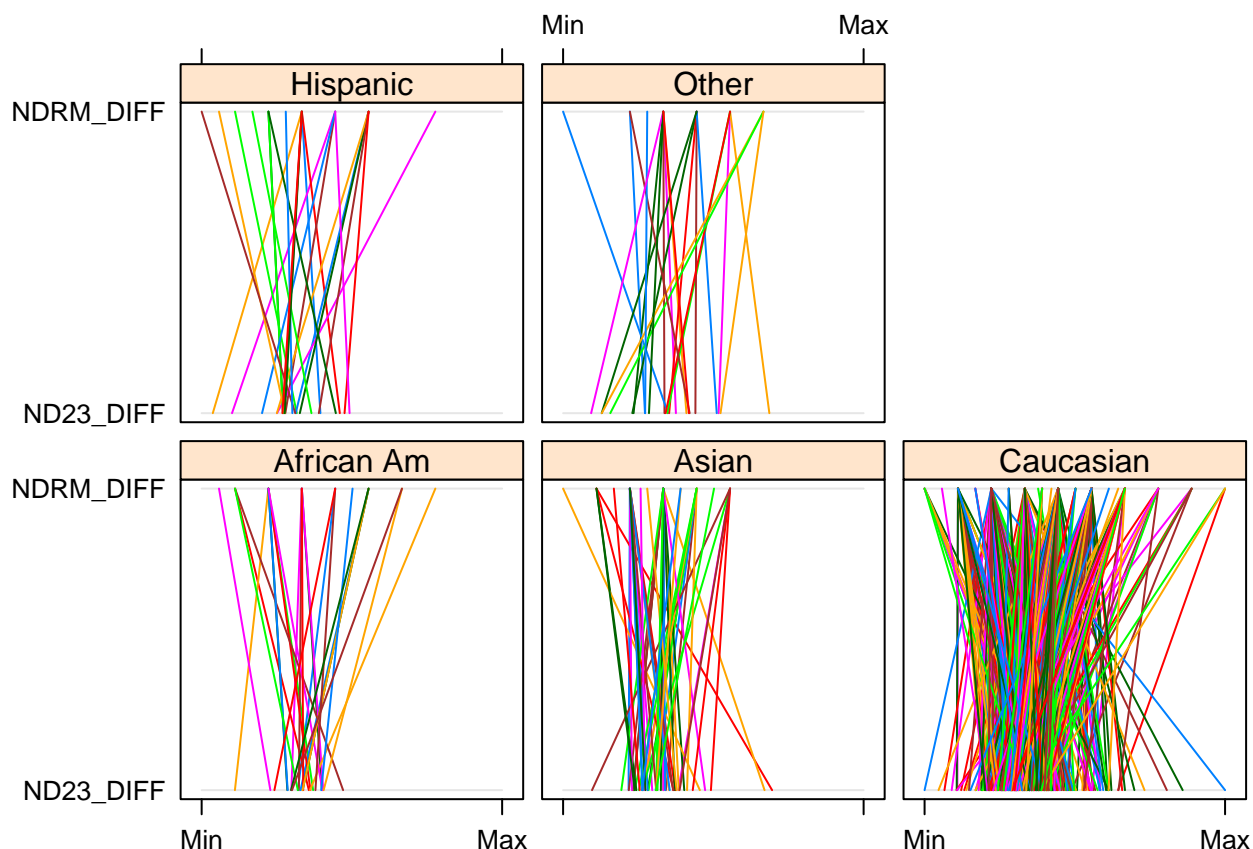 Min Max
Hispanic Other
NDRM_DIFF
ND23_DIFF
African Am Asian Caucasian
NDRM_DIFF
ND23_DIFF
Min Max Min Max